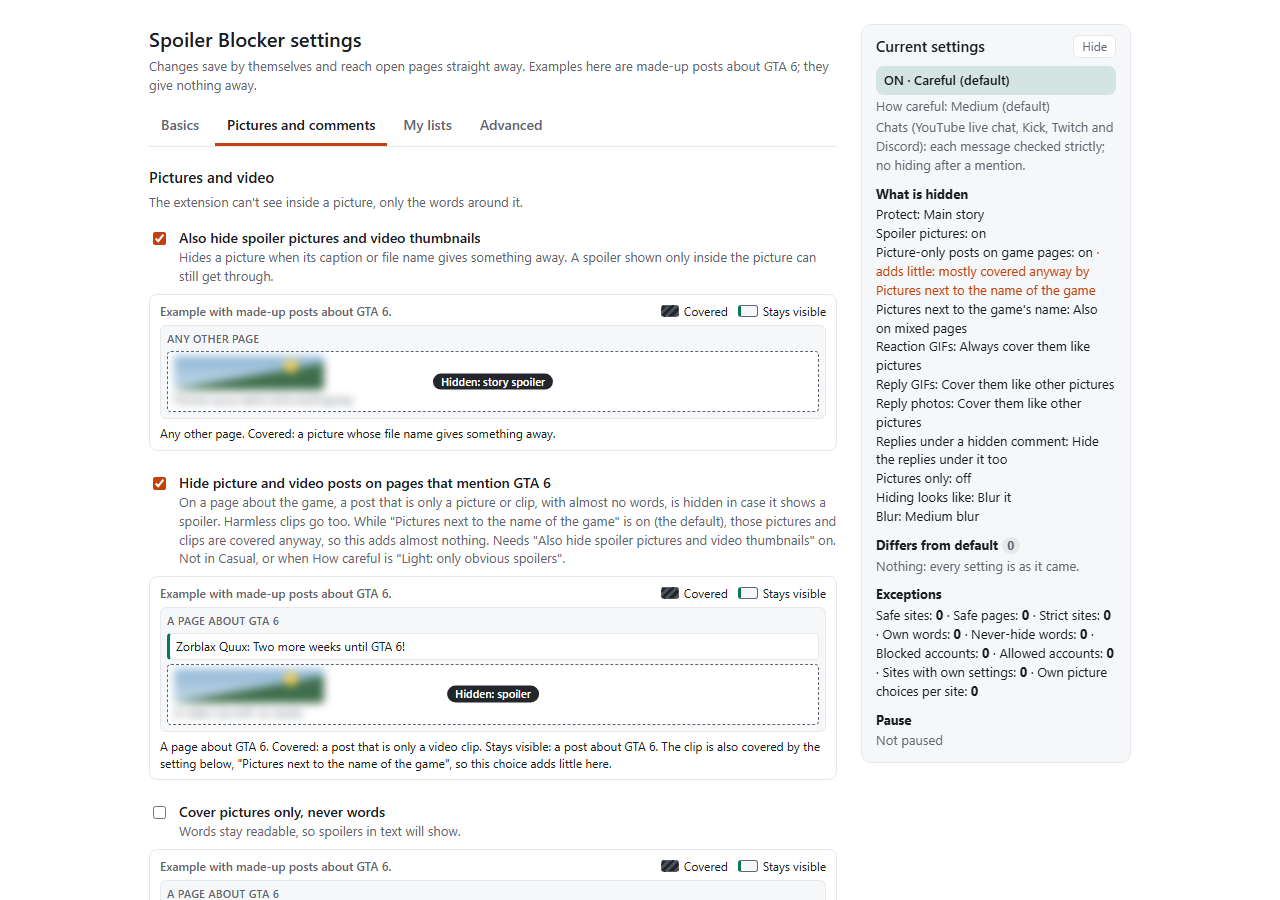 Spoiler Blocker settings
Changes save by themselves and reach open pages straight away. Examples here are made-up posts about GTA 6; they
give nothing away.
Basics
Pictures and comments
My lists
Advanced
Pictures and video
The extension can't see inside a picture, only the words around it.
Also hide spoiler pictures and video thumbnails
Hides a picture when its caption or file name gives something away. A spoiler shown only inside the picture can
still get through.
Example with made-up posts about GTA 6.
Covered
Stays visible
ANY OTHER PAGE
Hidden: story spoiler
Any other page. Covered: a picture whose file name gives something away.
Hide picture and video posts on pages that mention GTA 6
On a page about the game, a post that is only a picture or clip, with almost no words, is hidden in case it shows a
spoiler. Harmless clips go too. While "Pictures next to the name of the game" is on (the default), those pictures and
clips are covered anyway, so this adds almost nothing. Needs "Also hide spoiler pictures and video thumbnails" on.
Not in Casual, or when How careful is "Light: only obvious spoilers".
Example with made-up posts about GTA 6.
Covered
Stays visible
A PAGE ABOUT GTA 6
Zorblax Quux: Two more weeks until GTA 6!
Hidden: spoiler
A page about GTA 6. Covered: a post that is only a video clip. Stays visible: a post about GTA 6. The clip is also covered by the
setting below, "Pictures next to the name of the game", so this choice adds little here.
Cover pictures only, never words
Words stay readable, so spoilers in text will show.
Example with made-up posts about GTA 6.
Covered
Stays visible
A PAGE ABOUT GTA 6
Current settings
Hide
ON · Careful (default)
How careful: Medium (default)
Chats (YouTube live chat, Kick, Twitch and
Discord): each message checked strictly;
no hiding after a mention.
What is hidden
Protect: Main story
Spoiler pictures: on
Picture-only posts on game pages: on ·
adds little: mostly covered anyway by
Pictures next to the name of the game
Pictures next to the game's name: Also
on mixed pages
Reaction GIFs: Always cover them like
pictures
Reply GIFs: Cover them like other pictures
Reply photos: Cover them like other
pictures
Replies under a hidden comment: Hide
the replies under it too
Pictures only: off
Hiding looks like: Blur it
Blur: Medium blur
Differs from default 0
Nothing: every setting is as it came.
Exceptions
Safe sites: 0 · Safe pages: 0 · Strict sites: 0
· Own words: 0 · Never-hide words: 0 ·
Blocked accounts: 0 · Allowed accounts: 0
· Sites with own settings: 0 · Own picture
choices per site: 0
Pause
Not paused